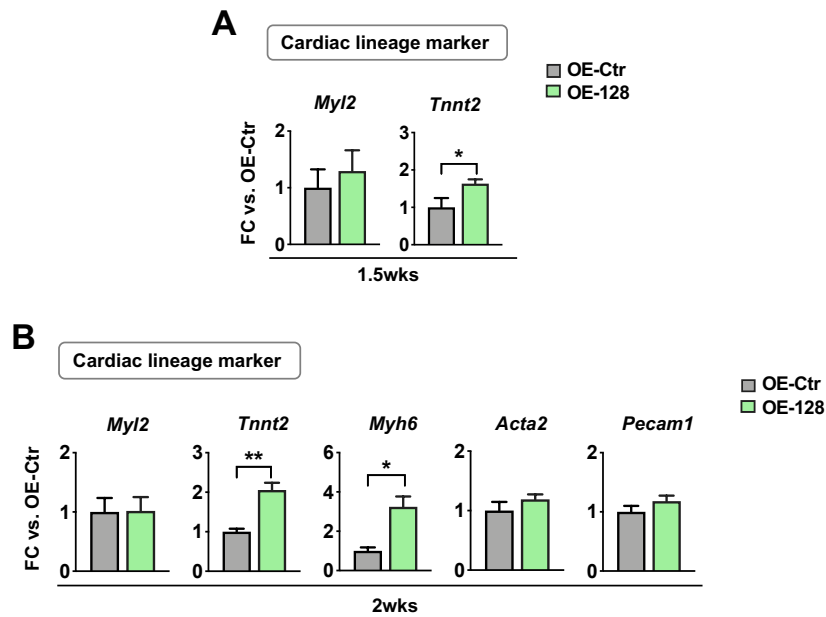 A
Cardiac lineage marker
OE-Ctr
OE-128
Myl2
Tnnt2
FC vs. OE-Ctr
2
1
0
3
2
1
0
*
1.5wks
B
Cardiac lineage marker
OE-Ctr
OE-128
Myl2
Tnnt2
Myh6
Acta2
Pecam1
FC vs. OE-Ctr
2
1
0
3
2
1
0
**
6
4
2
0
*
2
1
0
2
1
0
2wks